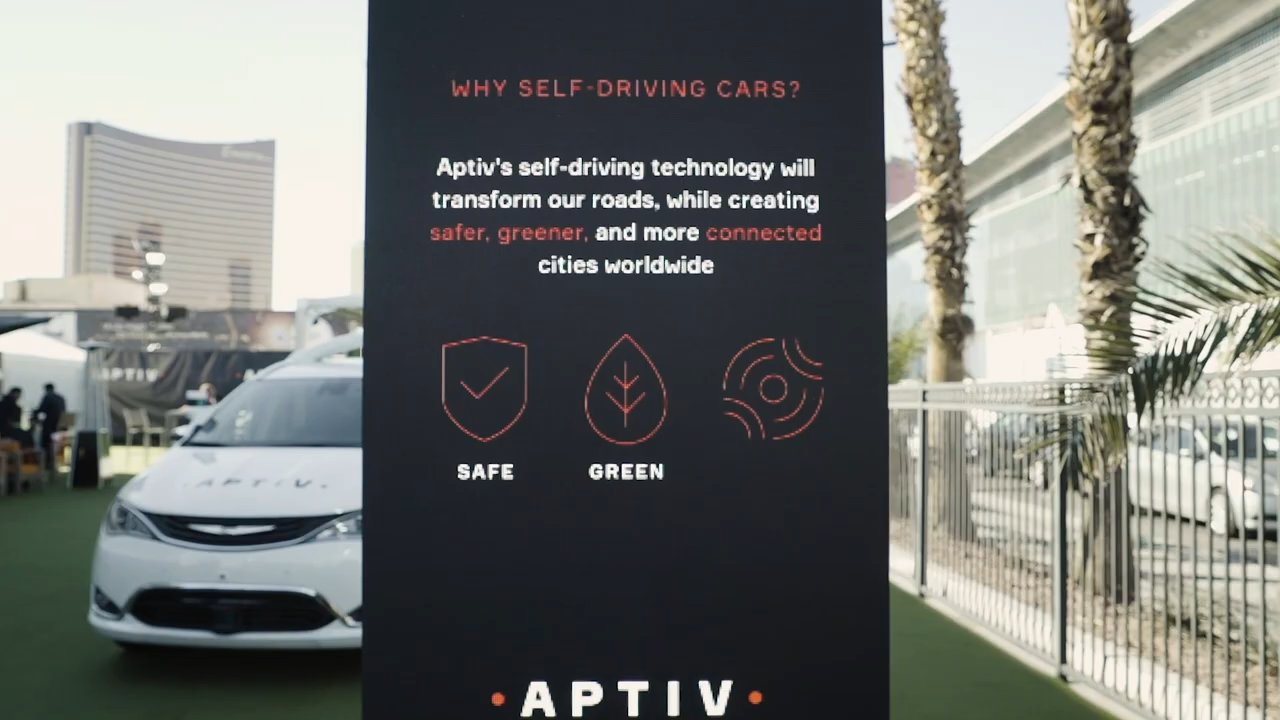 WHY SELF-DRIVING CARS?
Aptiv's self-driving technology will
transform our roads, while creating
safer, greener, and more connected
cities worldwide
SAFE
GREEN
• APTIV •
· APTIV ·
APTIV